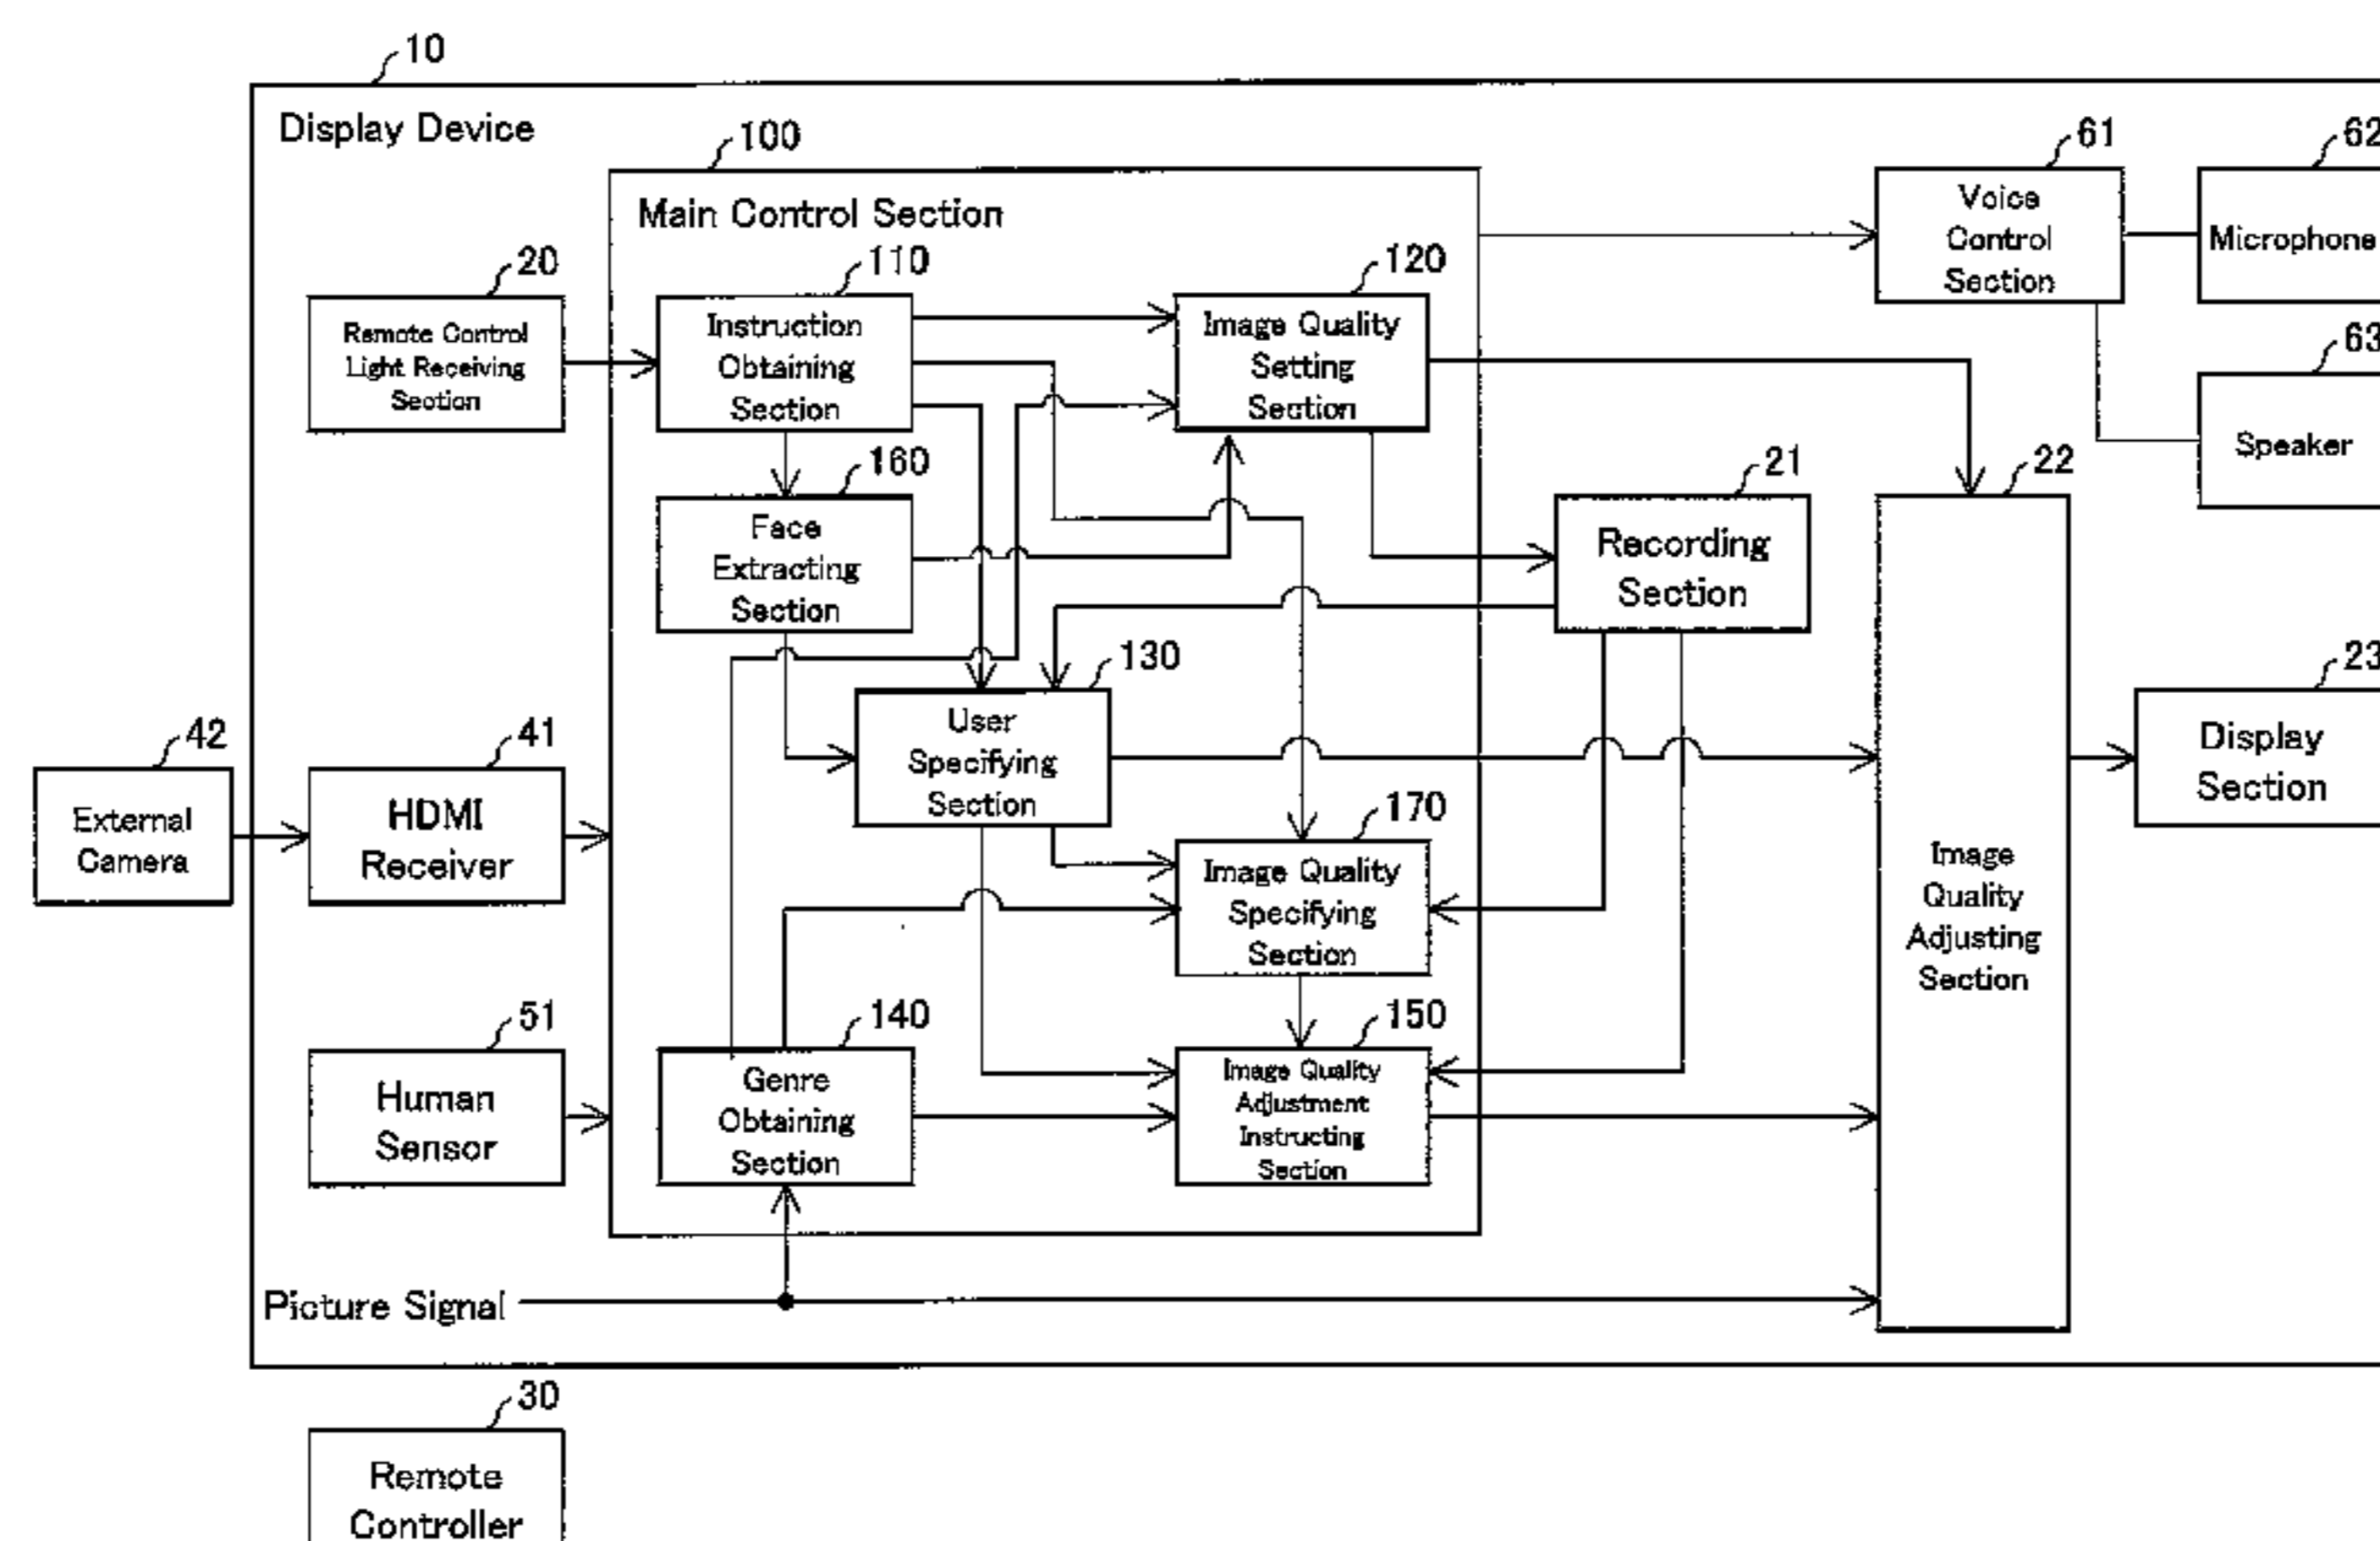 10
Display Device
100
Main Control Section
61
Voice
Control
Section
62
Microphone
20
Remote Control
Light Receiving
Section
110
Instruction
Obtaining
Section
120
Image Quality
Setting
Section
63
Speaker
160
Face
Extracting
Section
21
Recording
Section
22
Image
Quality
Adjusting
Section
130
User
Specifying
Section
23
Display
Section
42
External
Camera
41
HDMI
Receiver
170
Image Quality
Specifying
Section
51
Human
Sensor
140
Genre
Obtaining
Section
150
Image Quality
Adjustment
Instructing
Section
Picture Signal
30
Remote
Controller